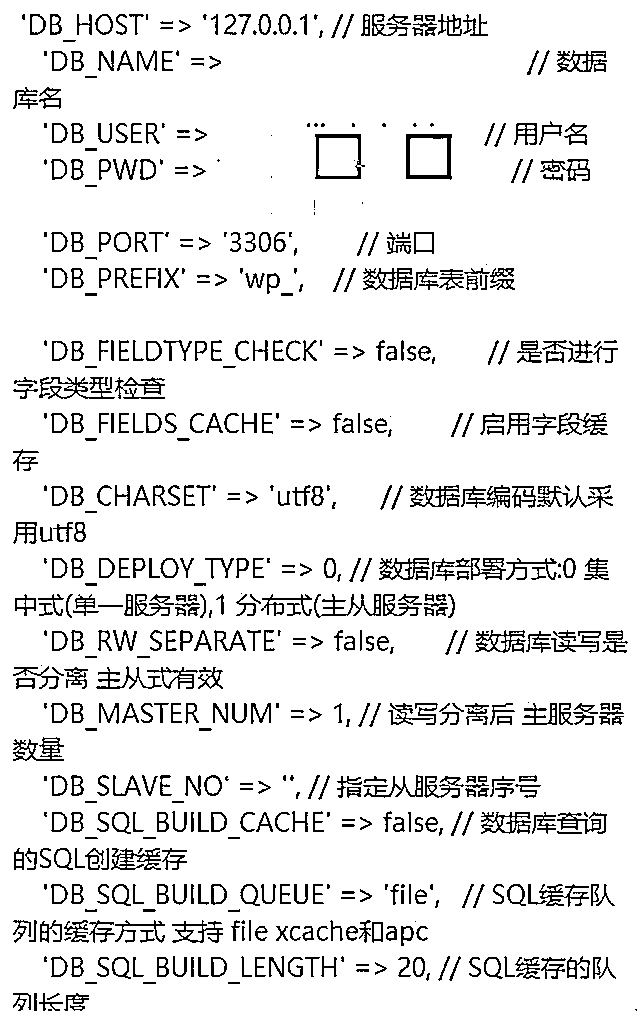 'DB_HOST' => '127.0.0.1', // 服务器地址
'DB_NAME' => // 数据
库名
'DB_USER' => // 用户名
'DB_PWD' => // 密码
'DB_PORT' => '3306', // 端口
'DB_PREFIX' => 'wp_', // 数据库表前缀
'DB_FIELDTYPE_CHECK' => false, // 是否进行
字段类型检查
'DB_FIELDS_CACHE' => false, // 启用字段缓
存
'DB_CHARSET' => 'utf8', // 数据库编码默认采
用utf8
'DB_DEPLOY_TYPE' => 0, // 数据库部署方式:0 集
中式(单一服务器),1 分布式(主从服务器)
'DB_RW_SEPARATE' => false, // 数据库读写是
否分离 主从式有效
'DB_MASTER_NUM' => 1, // 读写分离后 主服务器
数量
'DB_SLAVE_NO' => '', // 指定从服务器序号
'DB_SQL_BUILD_CACHE' => false, // 数据库查询
的SQL创建缓存
'DB_SQL_BUILD_QUEUE' => 'file', // SQL缓存队
列的缓存方式 支持 file xcache和apc
'DB_SQL_BUILD_LENGTH' => 20, // SQL缓存的队
列长度